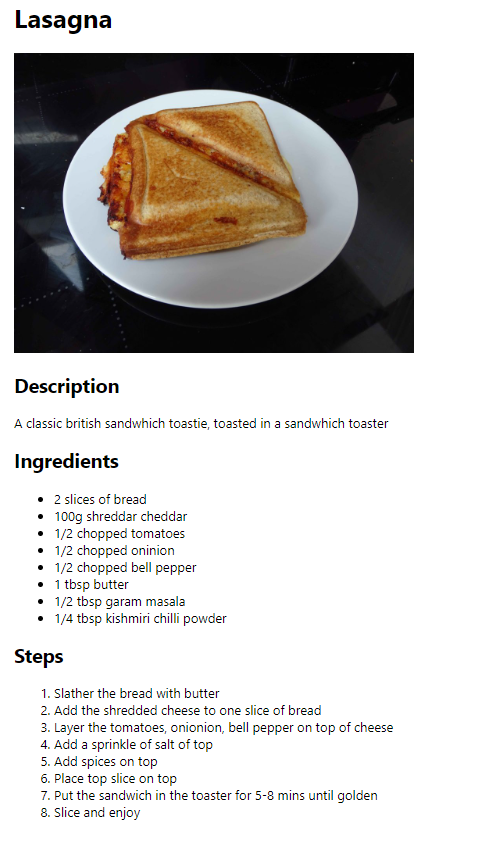 Lasagna
Description
A classic british sandwhich toastie, toasted in a sandwhich toaster
Ingredients
• 2 slices of bread
• 100g shreddar cheddar
• 1/2 chopped tomatoes
• 1/2 chopped oninion
• 1/2 chopped bell pepper
• 1 tbsp butter
• 1/2 tbsp garam masala
• 1/4 tbsp kishmiri chilli powder
Steps
1. Slather the bread with butter
2. Add the shredded cheese to one slice of bread
3. Layer the tomatoes, onionion, bell pepper on top of cheese
4. Add a sprinkle of salt of top
5. Add spices on top
6. Place top slice on top
7. Put the sandwich in the toaster for 5-8 mins until golden
8. Slice and enjoy